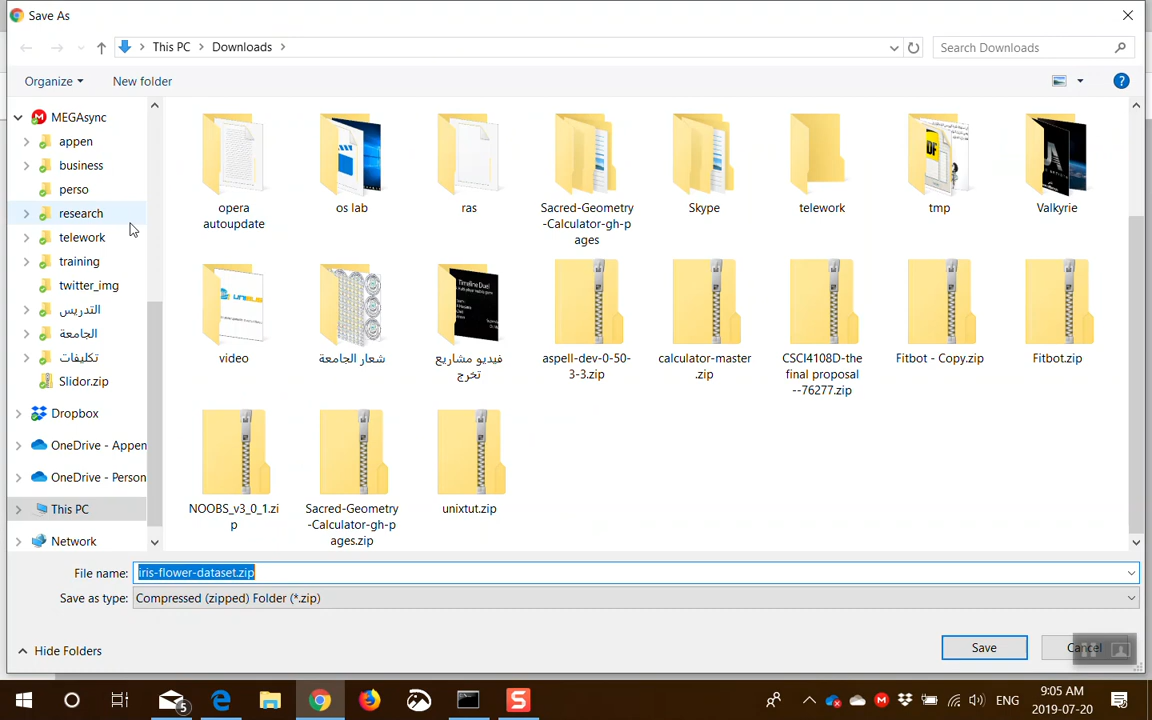 Save As
This PC
Downloads
Search Downloads
Organize
New folder
MEGAsync
appen
business
perso
research
telework
training
twitter_img
التدريس
الجامعة
تكليفات
Slidor.zip
Dropbox
OneDrive - Appen
OneDrive - Person
This PC
Network
opera
autoupdate
os lab
ras
Sacred-Geometry
-Calculator-gh-p
ages
Skype
telework
tmp
Valkyrie
video
شعار الجامعة
فيديو مشاريع
تخرج
aspell-dev-0-50-
3-3.zip
calculator-master
.zip
CSCI4108D-the
final proposal
--76277.zip
Fitbot - Copy.zip
Fitbot.zip
NOOBS_v3_0_1.zi
p
Sacred-Geometry
-Calculator-gh-p
ages.zip
unixtut.zip
File name: iris-flower-dataset.zip
Save as type: Compressed (zipped) Folder (*.zip)
Hide Folders
Save
Cancel
5
ENG
9:05 AM
2019-07-20